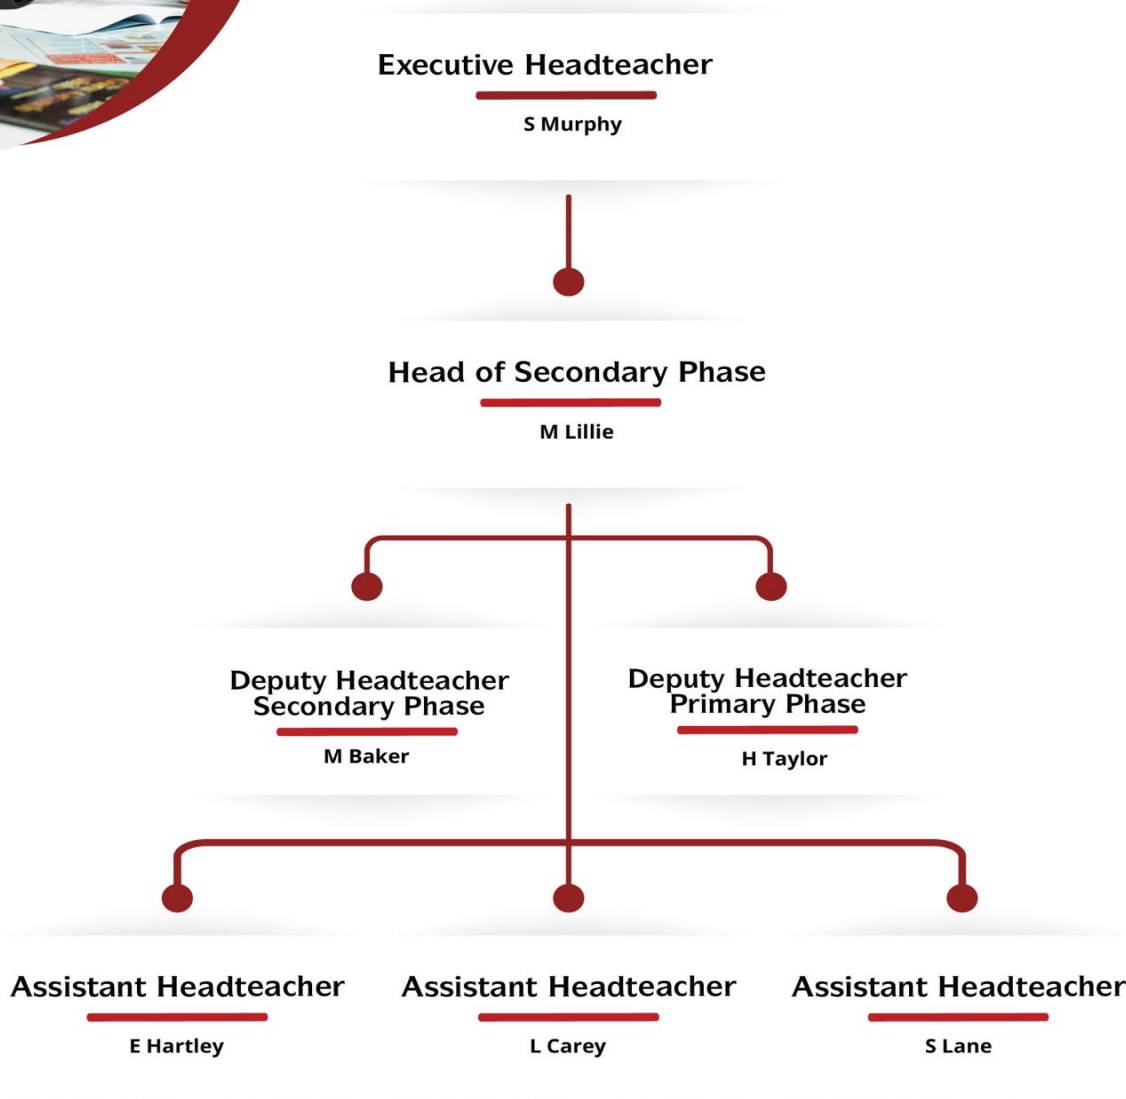 Executive Headteacher
S Murphy
Head of Secondary Phase
M Lillie
Deputy Headteacher
Secondary Phase
M Baker
Deputy Headteacher
Primary Phase
H Taylor
Assistant Headteacher
E Hartley
Assistant Headteacher
L Carey
Assistant Headteacher
S Lane